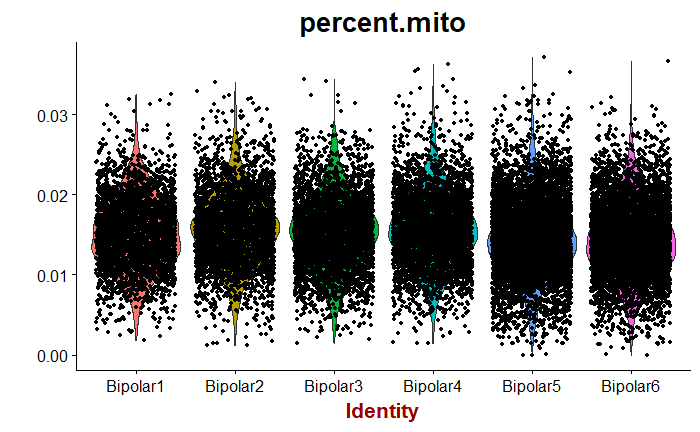 percent.mito
0.03
0.02
0.01
0.00
Bipolar1 Bipolar2 Bipolar3 Bipolar4 Bipolar5 Bipolar6
Identity